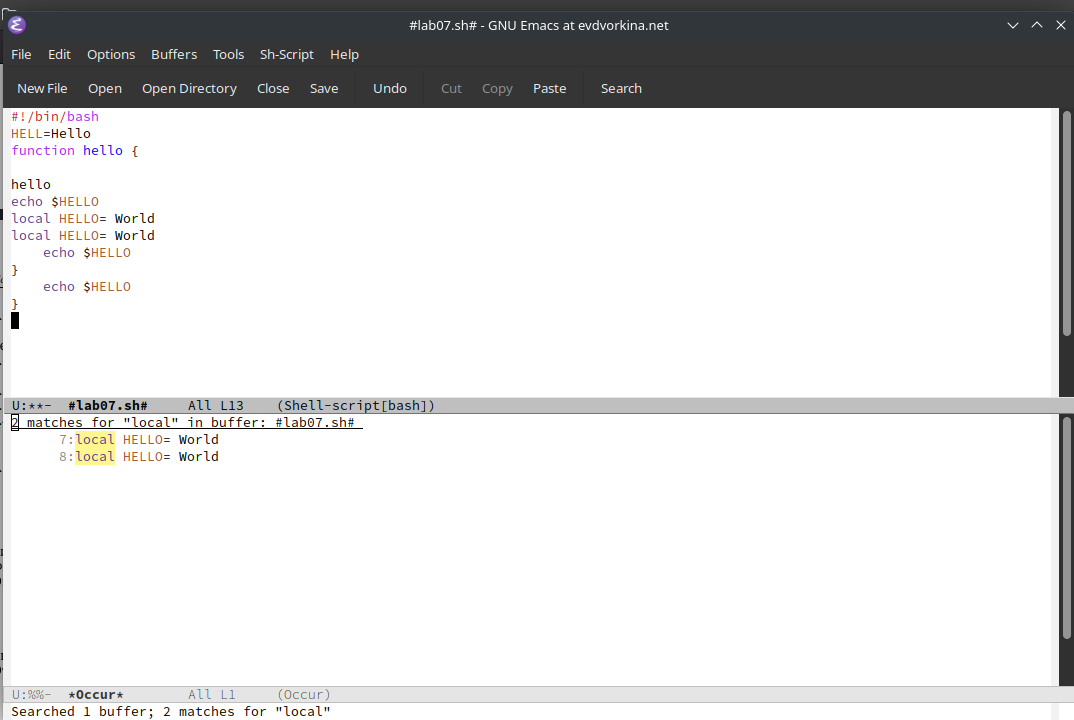 #lab07.sh# - GNU Emacs at evdvorkina.net
File Edit Options Buffers Tools Sh-Script Help
New File Open Open Directory Close Save Undo Cut Copy Paste Search
#!/bin/bash
HELL=Hello
function hello {
hello
echo $HELLO
local HELLO= World
local HELLO= World
echo $HELLO
}
echo $HELLO
}
U:**-  #lab07.sh#     All L13    (Shell-script[bash])
2 matches for "local" in buffer: #lab07.sh#
7:local HELLO= World
8:local HELLO= World
U:%%-  *Occur*        All L1     (Occur)
Searched 1 buffer; 2 matches for "local"